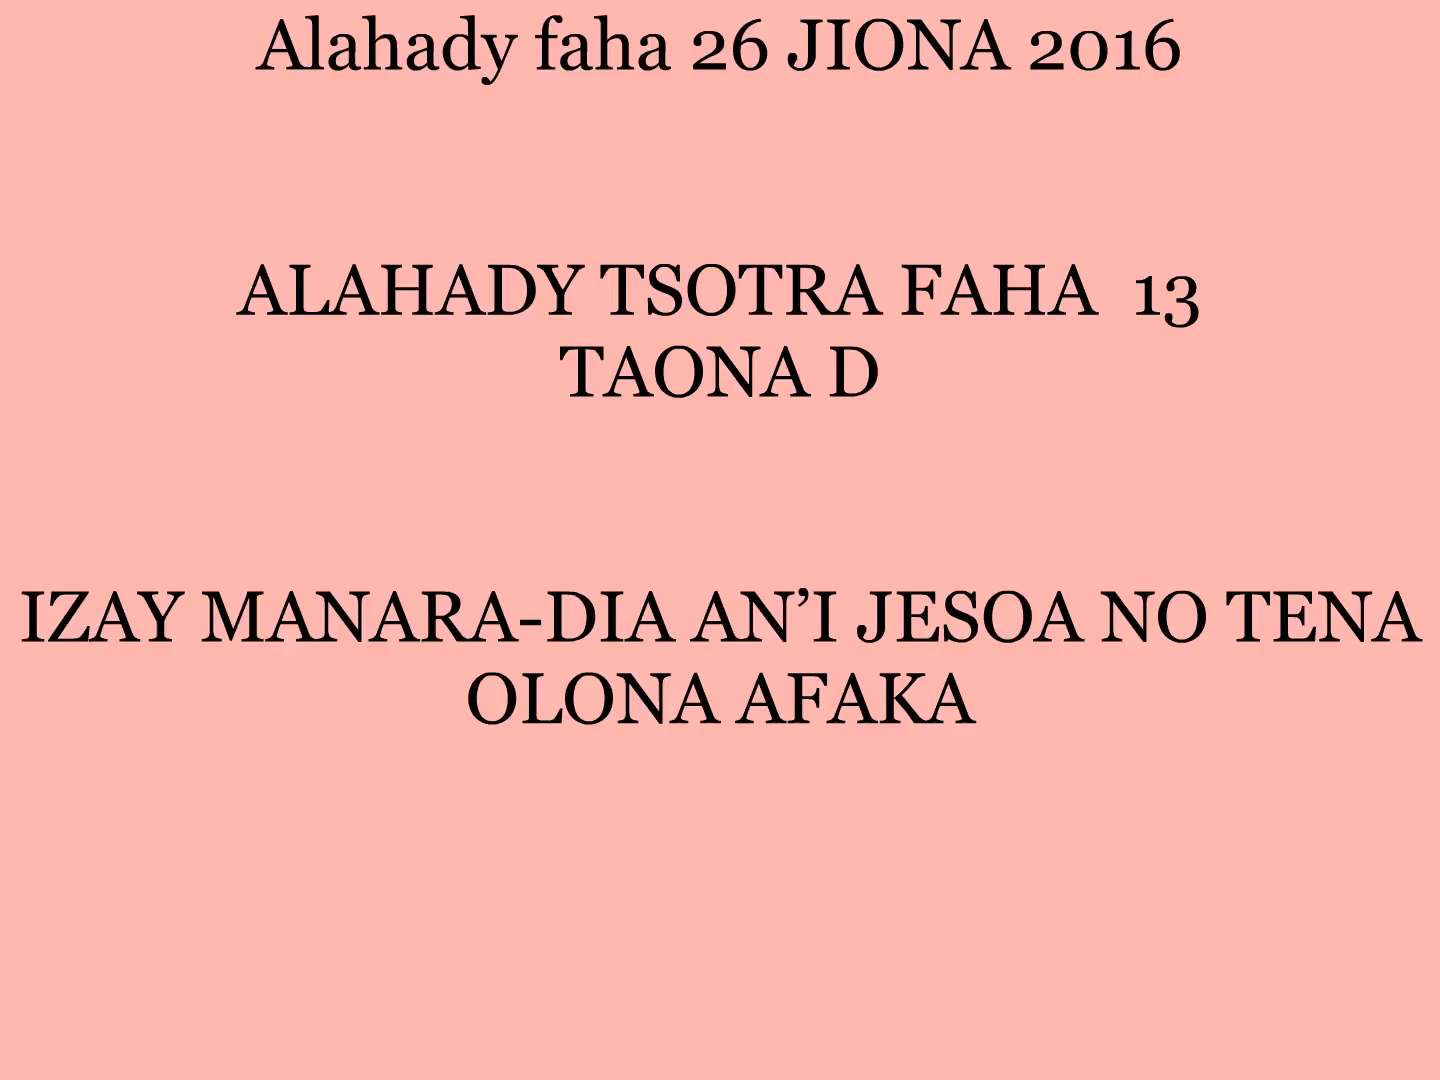 Alahady faha 26 JIONA 2016
ALAHADY TSOTRA FAHA  13
TAONA D
IZAY MANARA-DIA AN’I JESOA NO TENA
OLONA AFAKA